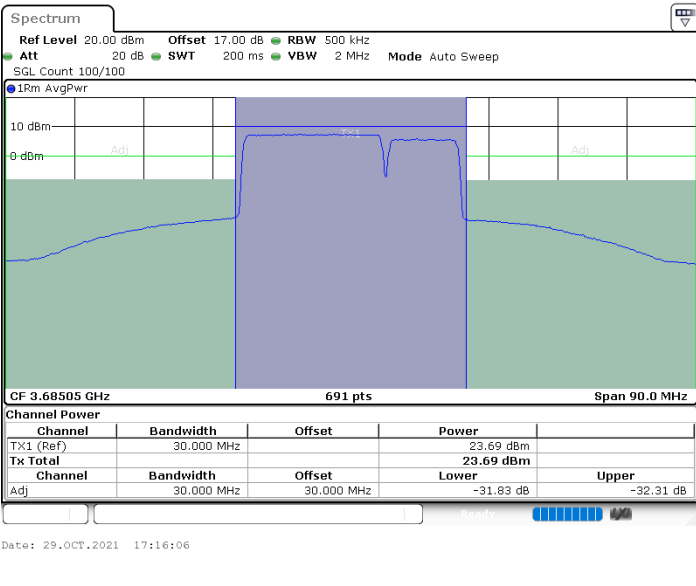 Spectrum
Ref Level 20.00 dBm Offset 17.00 dB RBW 500 kHz
Att 20 dB SWT 200 ms VBW 2 MHz Mode Auto Sweep
SGL Count 100/100
1Rm AvgPwr
10 dBm
TX1
0 dBm
Adj Adj
CF 3.68505 GHz 691 pts Span 90.0 MHz
Channel Power
Channel Bandwidth Offset Power
TX1 (Ref) 30.000 MHz 23.69 dBm
Tx Total 23.69 dBm
Channel Bandwidth Offset Lower Upper
Adj 30.000 MHz 30.000 MHz -31.83 dB -32.31 dB
Ready
Date: 29.OCT.2021 17:16:06